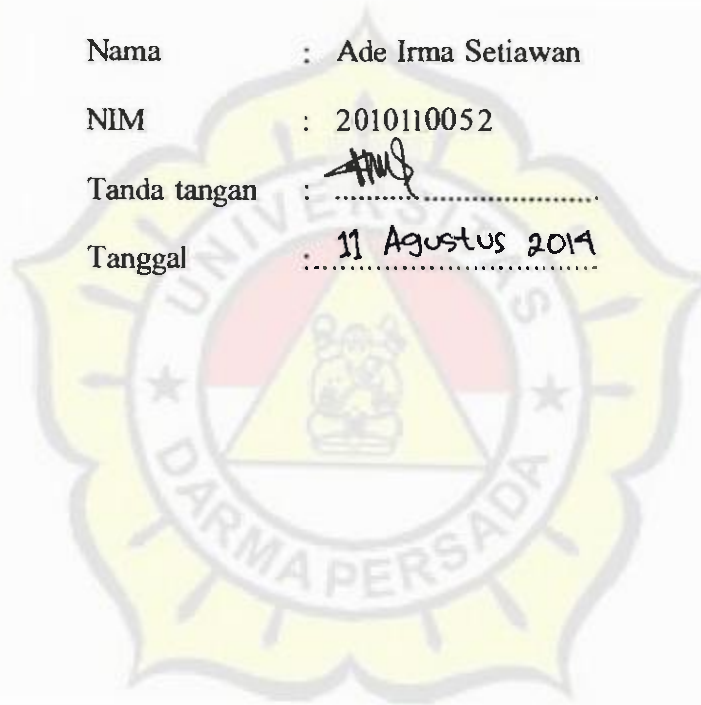 Nama : Ade Irma Setiawan
NIM : 2010110052
Tanda tangan :
Tanggal : 11 Agustus 2014
UNIVERSITAS
DARMA PERSADA